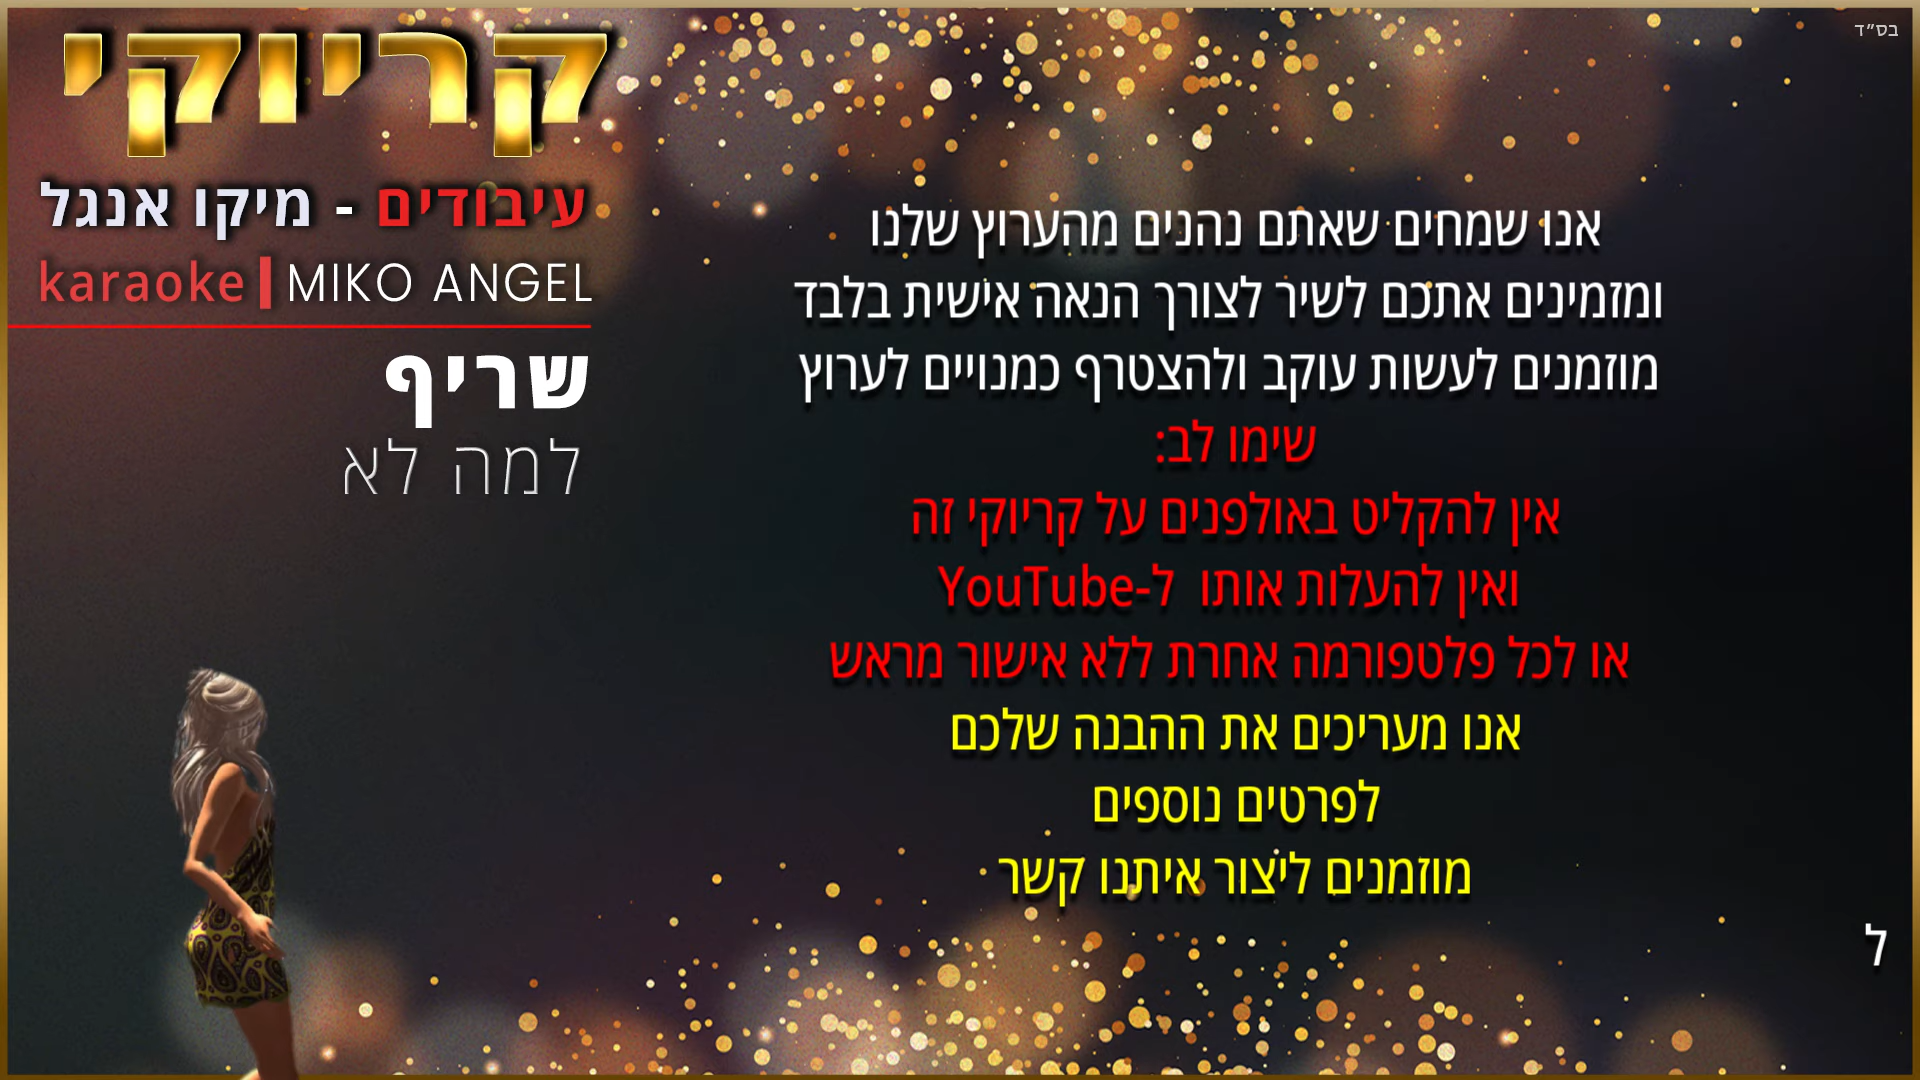 בס״ד
קריוקי
עיבודים - מיקו אנגל
karaoke | MIKO ANGEL
שריף
למה לא
אנו שמחים שאתם נהנים מהערוץ שלנו
ומזמינים אתכם לשיר לצורך הנאה אישית בלבד
מוזמנים לעשות עוקב ולהצטרף כמנויים לערוץ
שימו לב:
אין להקליט באולפנים על קריוקי זה
ואין להעלות אותו ל-YouTube
או לכל פלטפורמה אחרת ללא אישור מראש
אנו מעריכים את ההבנה שלכם
לפרטים נוספים
מוזמנים ליצור איתנו קשר
ל